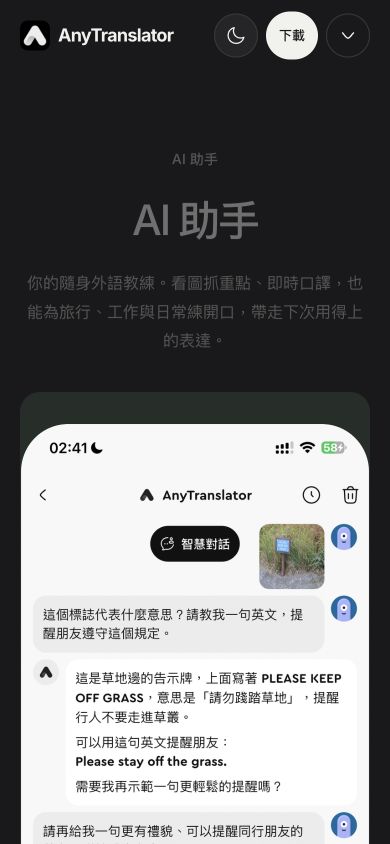 AnyTranslator
下載
AI 助手
AI 助手
你的隨身外語教練。看圖抓重點、即時口譯，也
能為旅行、工作與日常練開口，帶走下次用得上
的表達。
02:41
58
AnyTranslator
智慧對話
這個標誌代表什麼意思？請教我一句英文，提
醒朋友遵守這個規定。
這是草地邊的告示牌，上面寫著 PLEASE KEEP
OFF GRASS，意思是「請勿踐踏草地」，提醒
行人不要走進草叢。
可以用這句英文提醒朋友：
Please stay off the grass.
需要我再示範一句更輕鬆的提醒嗎？
請再給我一句更有禮貌、可以提醒同行朋友的